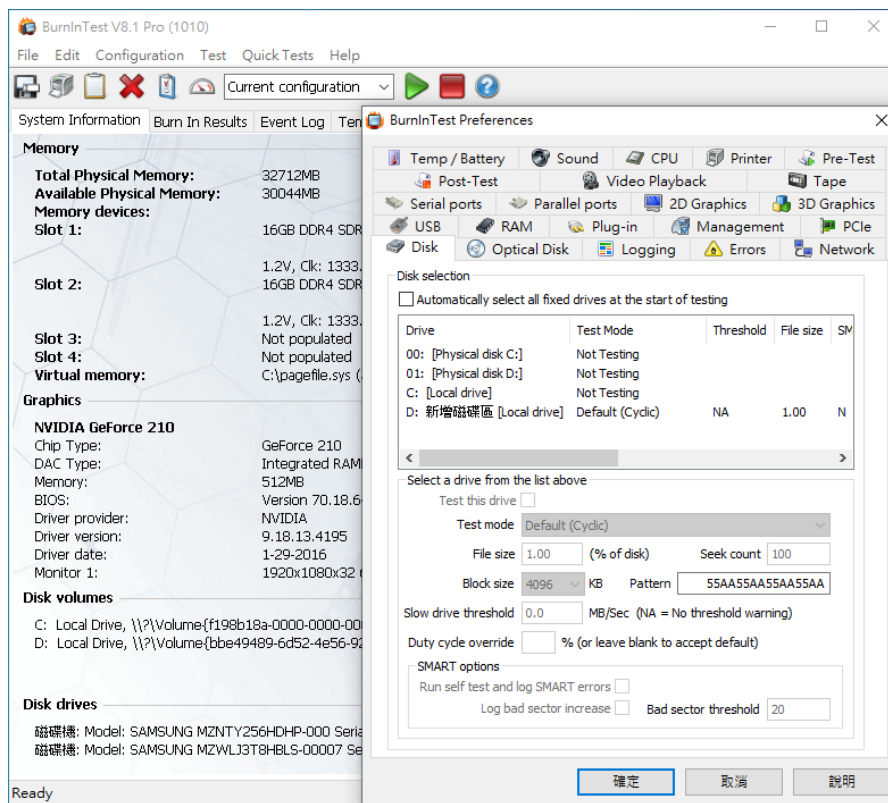 BurnInTest V8.1 Pro (1010)
File Edit Configuration Test Quick Tests Help
Current configuration
System Information Burn In Results Event Log
Memory
Total Physical Memory: 32712MB
Available Physical Memory: 30044MB
Memory devices:
Slot 1: 16GB DDR4 SDR
1.2V, Clk: 1333.
Slot 2: 16GB DDR4 SDR
1.2V, Clk: 1333.
Slot 3: Not populated
Slot 4: Not populated
Virtual memory: C:\pagefile.sys
Graphics
NVIDIA GeForce 210
Chip Type: GeForce 210
DAC Type: Integrated RAM
Memory: 512MB
BIOS: Version 70.18.6
Driver provider: NVIDIA
Driver version: 9.18.13.4195
Driver date: 1-29-2016
Monitor 1: 1920x1080x32
Disk volumes
C: Local Drive, \\?\Volume{f198b18a-0000-0000-00
D: Local Drive, \\?\Volume{bbe49489-6d52-4e56-92
Disk drives
磁碟機: Model: SAMSUNG MZNTY256HDHP-000 Seria
磁碟機: Model: SAMSUNG MZWLJ3T8HBLS-00007 Se
Ready
BurnInTest Preferences
Temp / Battery Sound CPU Printer Pre-Test
Post-Test Video Playback Tape
Serial ports Parallel ports 2D Graphics 3D Graphics
USB RAM Plug-in Management PCIe
Disk Optical Disk Logging Errors Network
Disk selection
Automatically select all fixed drives at the start of testing
Drive Test Mode Threshold File size SM
00: [Physical disk C:] Not Testing
01: [Physical disk D:] Not Testing
C: [Local drive] Not Testing
D: 新增磁碟區 [Local drive] Default (Cyclic) NA 1.00 N
Select a drive from the list above
Test this drive
Test mode Default (Cyclic)
File size 1.00 (% of disk) Seek count 100
Block size 4096 KB Pattern 55AA55AA55AA55AA
Slow drive threshold 0.0 MB/Sec (NA = No threshold warning)
Duty cycle override % (or leave blank to accept default)
SMART options
Run self test and log SMART errors
Log bad sector increase Bad sector threshold 20
確定 取消 說明